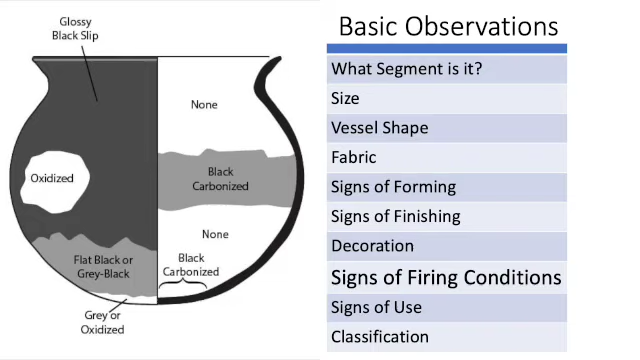 Glossy
Black Slip
None
Oxidized
Black
Carbonized
None
Flat Black or
Grey-Black
Black
Carbonized
Grey or
Oxidized
Basic Observations
What Segment is it?
Size
Vessel Shape
Fabric
Signs of Forming
Signs of Finishing
Decoration
Signs of Firing Conditions
Signs of Use
Classification